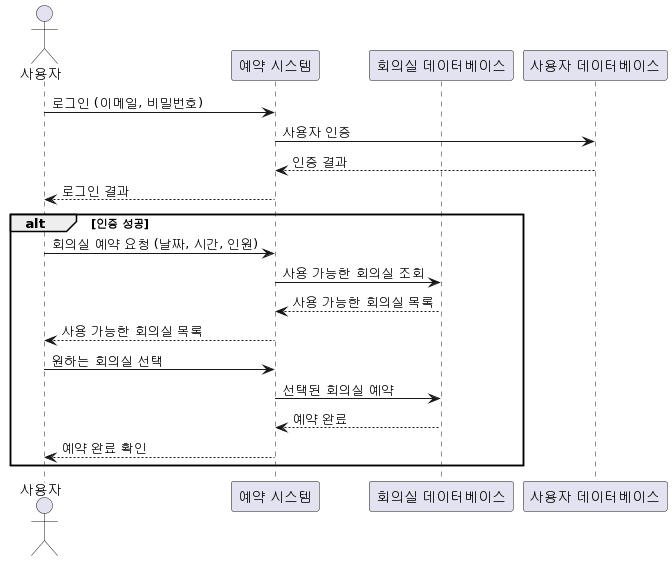 사용자
예약 시스템
회의실 데이터베이스
사용자 데이터베이스
로그인 (이메일, 비밀번호)
사용자 인증
인증 결과
로그인 결과
alt
[인증 성공]
회의실 예약 요청 (날짜, 시간, 인원)
사용 가능한 회의실 조회
사용 가능한 회의실 목록
사용 가능한 회의실 목록
원하는 회의실 선택
선택된 회의실 예약
예약 완료
예약 완료 확인
사용자
예약 시스템
회의실 데이터베이스
사용자 데이터베이스